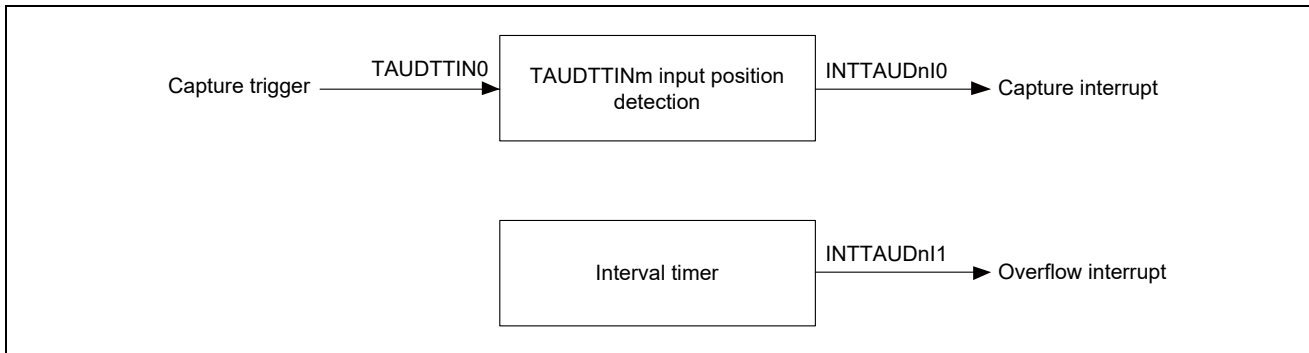 Capture trigger
TAUDTTIN0
TAUDTTINm input position
detection
INTTAUDnI0
Capture interrupt
Interval timer
INTTAUDnI1
Overflow interrupt